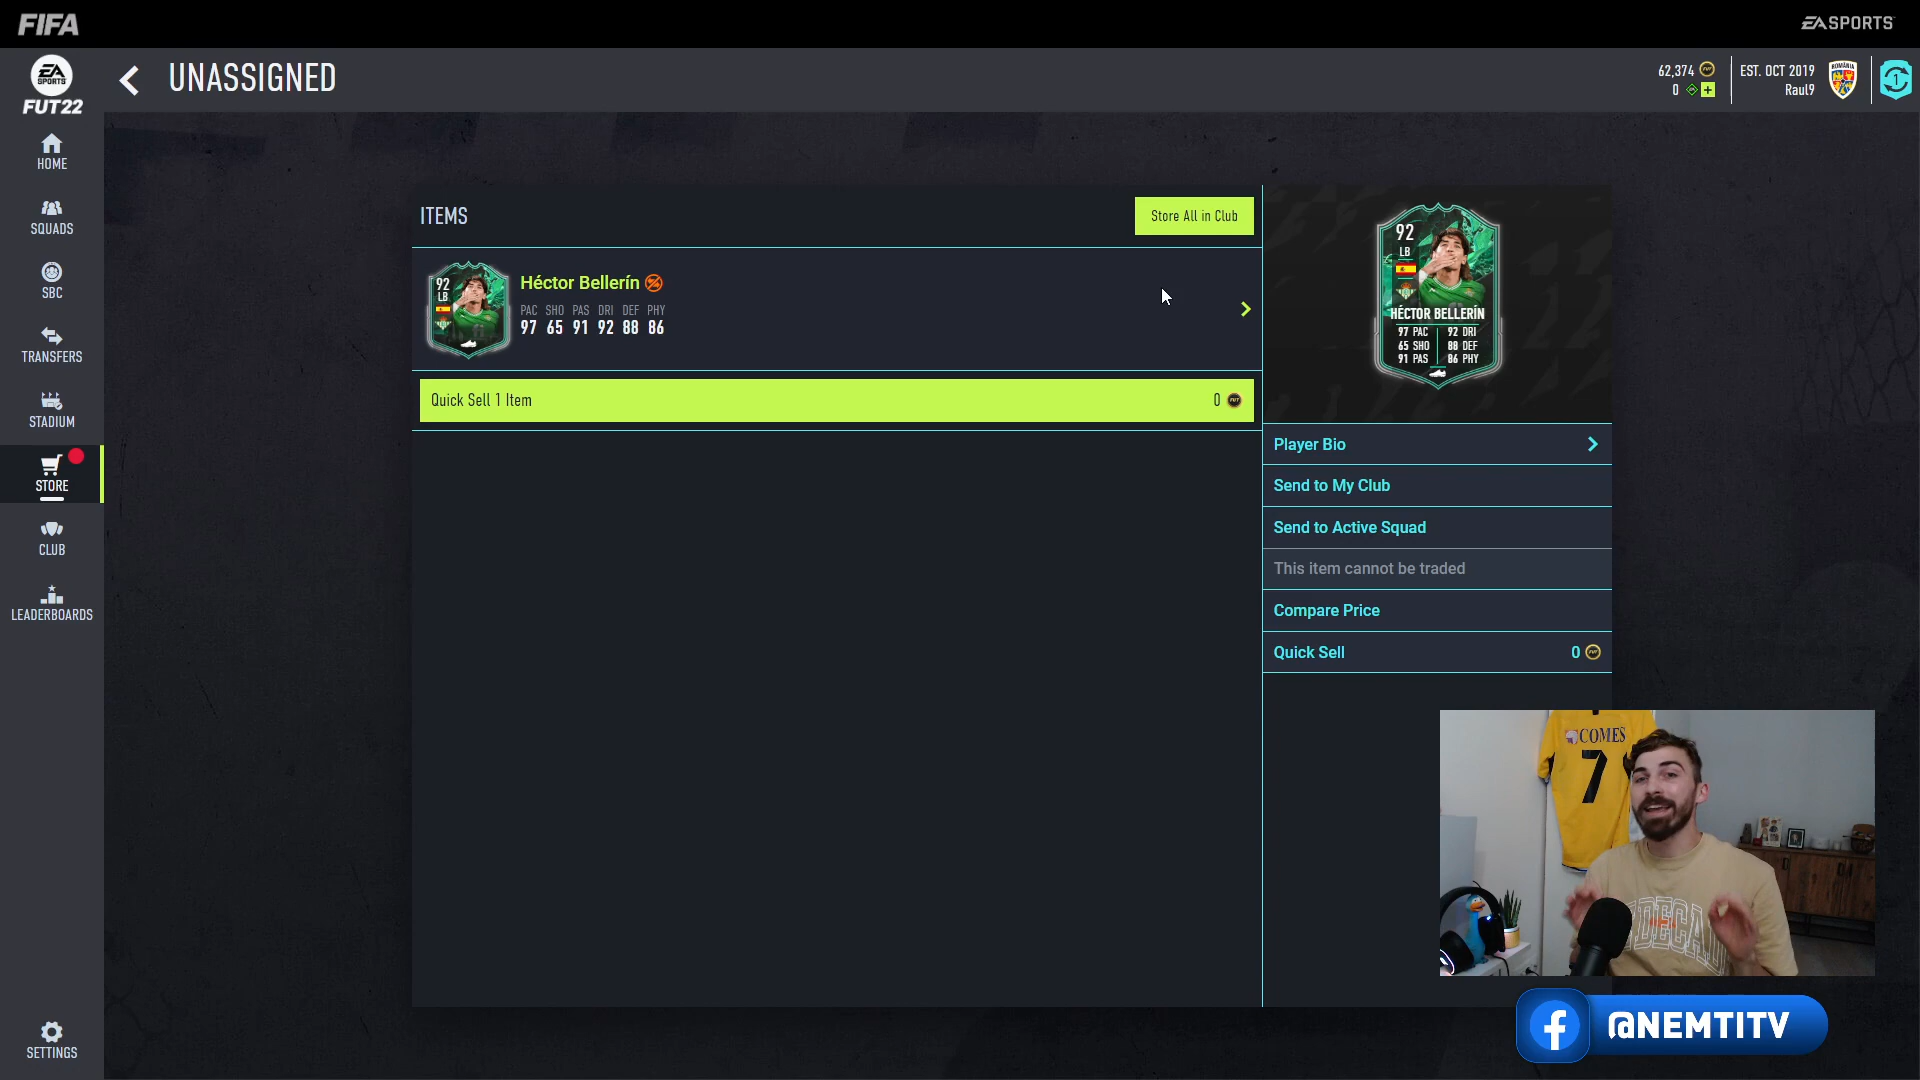 FIFA
EA SPORTS
EA SPORTS
FUT22
UNASSIGNED
62,374
0
EST. OCT 2019
Raul9
1
HOME
SQUADS
SBC
TRANSFERS
STADIUM
STORE
CLUB
LEADERBOARDS
SETTINGS
ITEMS
Store All in Club
92
LB
Héctor Bellerín
PAC SHO PAS DRI DEF PHY
97 65 91 92 88 86
Quick Sell 1 Item 0
92
LB
HÉCTOR BELLERÍN
97 PAC 92 DRI
65 SHO 88 DEF
91 PAS 86 PHY
Player Bio
Send to My Club
Send to Active Squad
This item cannot be traded
Compare Price
Quick Sell 0
COMES
7
@NEMTITV